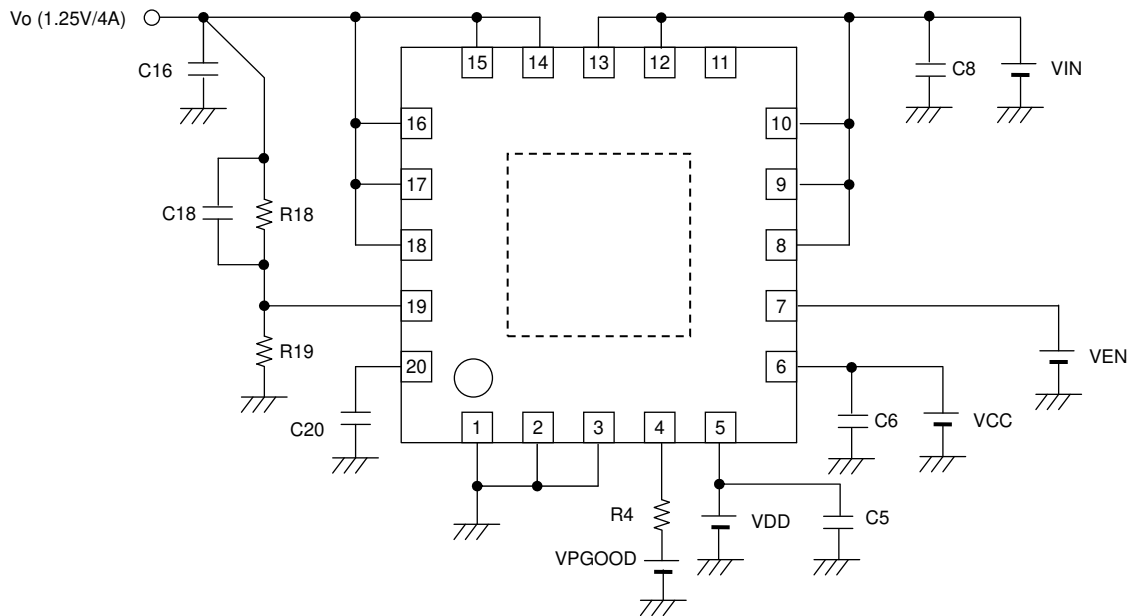 Vo (1.25V/4A)
15 14 13 12 11
C16 C8 VIN
16 10
17 9
C18 R18
18 8
19 7
R19 VEN
20 6
C20 C6 VCC
1 2 3 4 5
R4 VDD C5
VPGOOD